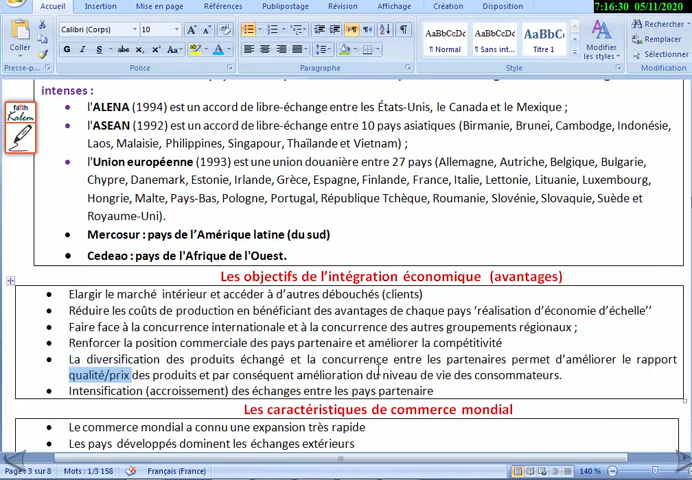 7:16:30 05/11/2020
Accueil Insertion Mise en page Références Publipostage Révision Affichage Création Disposition
Coller
Calibri (Corps) 10
AaBbCcDc AaBbCcDc AaBbC
¶ Normal ¶ Sans int... Titre 1
Modifier les styles
Rechercher
Remplacer
Sélectionner
Presse-p... Police Paragraphe Style Modification
intenses :
l'ALENA (1994) est un accord de libre-échange entre les États-Unis, le Canada et le Mexique ;
l'ASEAN (1992) est un accord de libre-échange entre 10 pays asiatiques (Birmanie, Brunei, Cambodge, Indonésie,
Laos, Malaisie, Philippines, Singapour, Thaïlande et Vietnam) ;
l'Union européenne (1993) est une union douanière entre 27 pays (Allemagne, Autriche, Belgique, Bulgarie,
Chypre, Danemark, Estonie, Irlande, Grèce, Espagne, Finlande, France, Italie, Lettonie, Lituanie, Luxembourg,
Hongrie, Malte, Pays-Bas, Pologne, Portugal, République Tchèque, Roumanie, Slovénie, Slovaquie, Suède et
Royaume-Uni).
Mercosur : pays de l'Amérique latine (du sud)
Cedeao : pays de l'Afrique de l'Ouest.
Les objectifs de l'intégration économique (avantages)
Elargir le marché intérieur et accéder à d'autres débouchés (clients)
Réduire les coûts de production en bénéficiant des avantages de chaque pays ‘réalisation d'économie d'échelle''
Faire face à la concurrence internationale et à la concurrence des autres groupements régionaux ;
Renforcer la position commerciale des pays partenaire et améliorer la compétitivité
La diversification des produits échangé et la concurrence entre les partenaires permet d'améliorer le rapport
qualité/prix des produits et par conséquent amélioration du niveau de vie des consommateurs.
Intensification (accroissement) des échanges entre les pays partenaire
Les caractéristiques de commerce mondial
Le commerce mondial a connu une expansion très rapide
Les pays développés dominent les échanges extérieurs
Page : 3 sur 8 Mots : 1/3 158 Français (France) 140 %